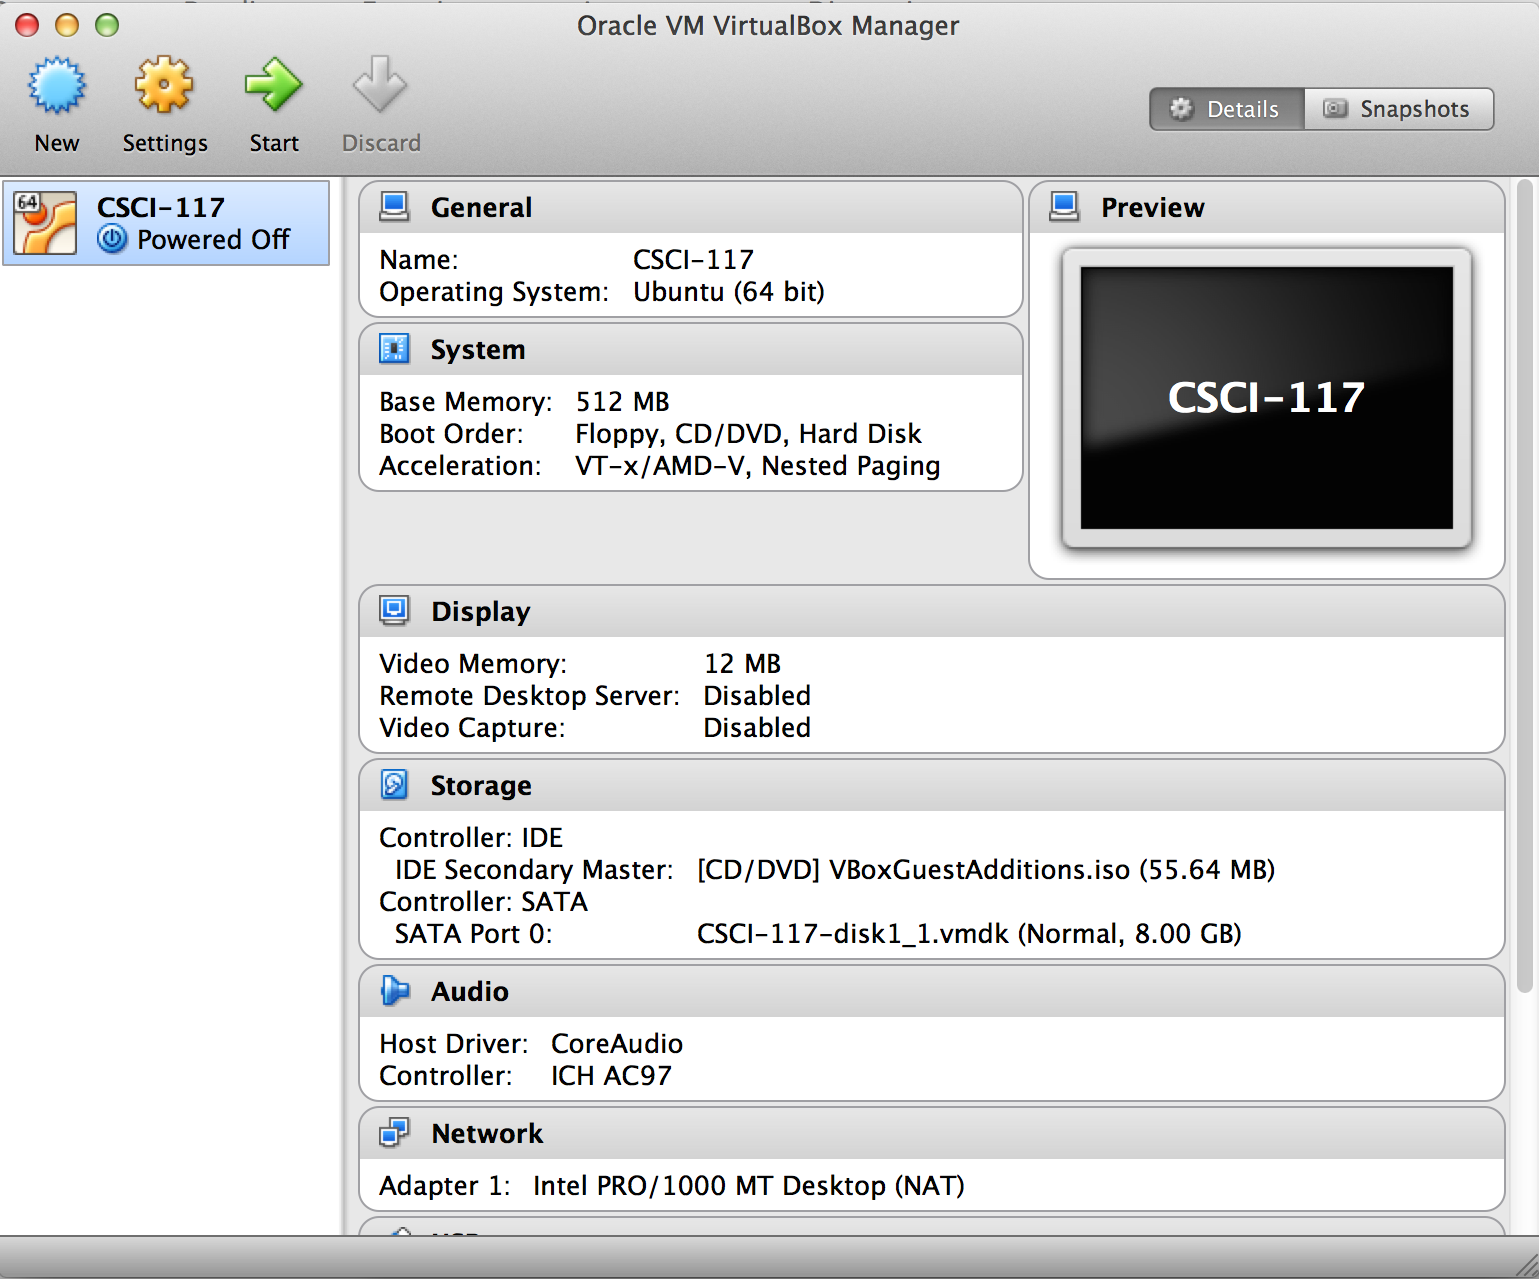 Oracle VM VirtualBox Manager
New
Settings
Start
Discard
Details
Snapshots
64
CSCI-117
Powered Off
General
Name: CSCI-117
Operating System: Ubuntu (64 bit)
Preview
CSCI-117
System
Base Memory: 512 MB
Boot Order: Floppy, CD/DVD, Hard Disk
Acceleration: VT-x/AMD-V, Nested Paging
Display
Video Memory: 12 MB
Remote Desktop Server: Disabled
Video Capture: Disabled
Storage
Controller: IDE
IDE Secondary Master: [CD/DVD] VBoxGuestAdditions.iso (55.64 MB)
Controller: SATA
SATA Port 0: CSCI-117-disk1_1.vmdk (Normal, 8.00 GB)
Audio
Host Driver: CoreAudio
Controller: ICH AC97
Network
Adapter 1: Intel PRO/1000 MT Desktop (NAT)